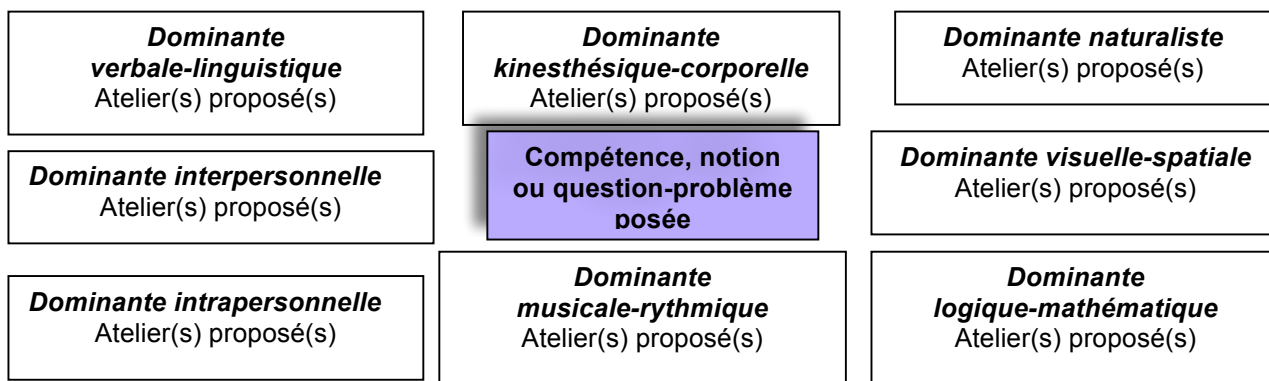 Dominante
verbale-linguistique
Atelier(s) proposé(s)
Dominante
kinesthésique-corporelle
Atelier(s) proposé(s)
Dominante naturaliste
Atelier(s) proposé(s)
Dominante interpersonnelle
Atelier(s) proposé(s)
Compétence, notion
ou question-problème
posée
Dominante visuelle-spatiale
Atelier(s) proposé(s)
Dominante intrapersonnelle
Atelier(s) proposé(s)
Dominante
musicale-rythmique
Atelier(s) proposé(s)
Dominante
logique-mathématique
Atelier(s) proposé(s)